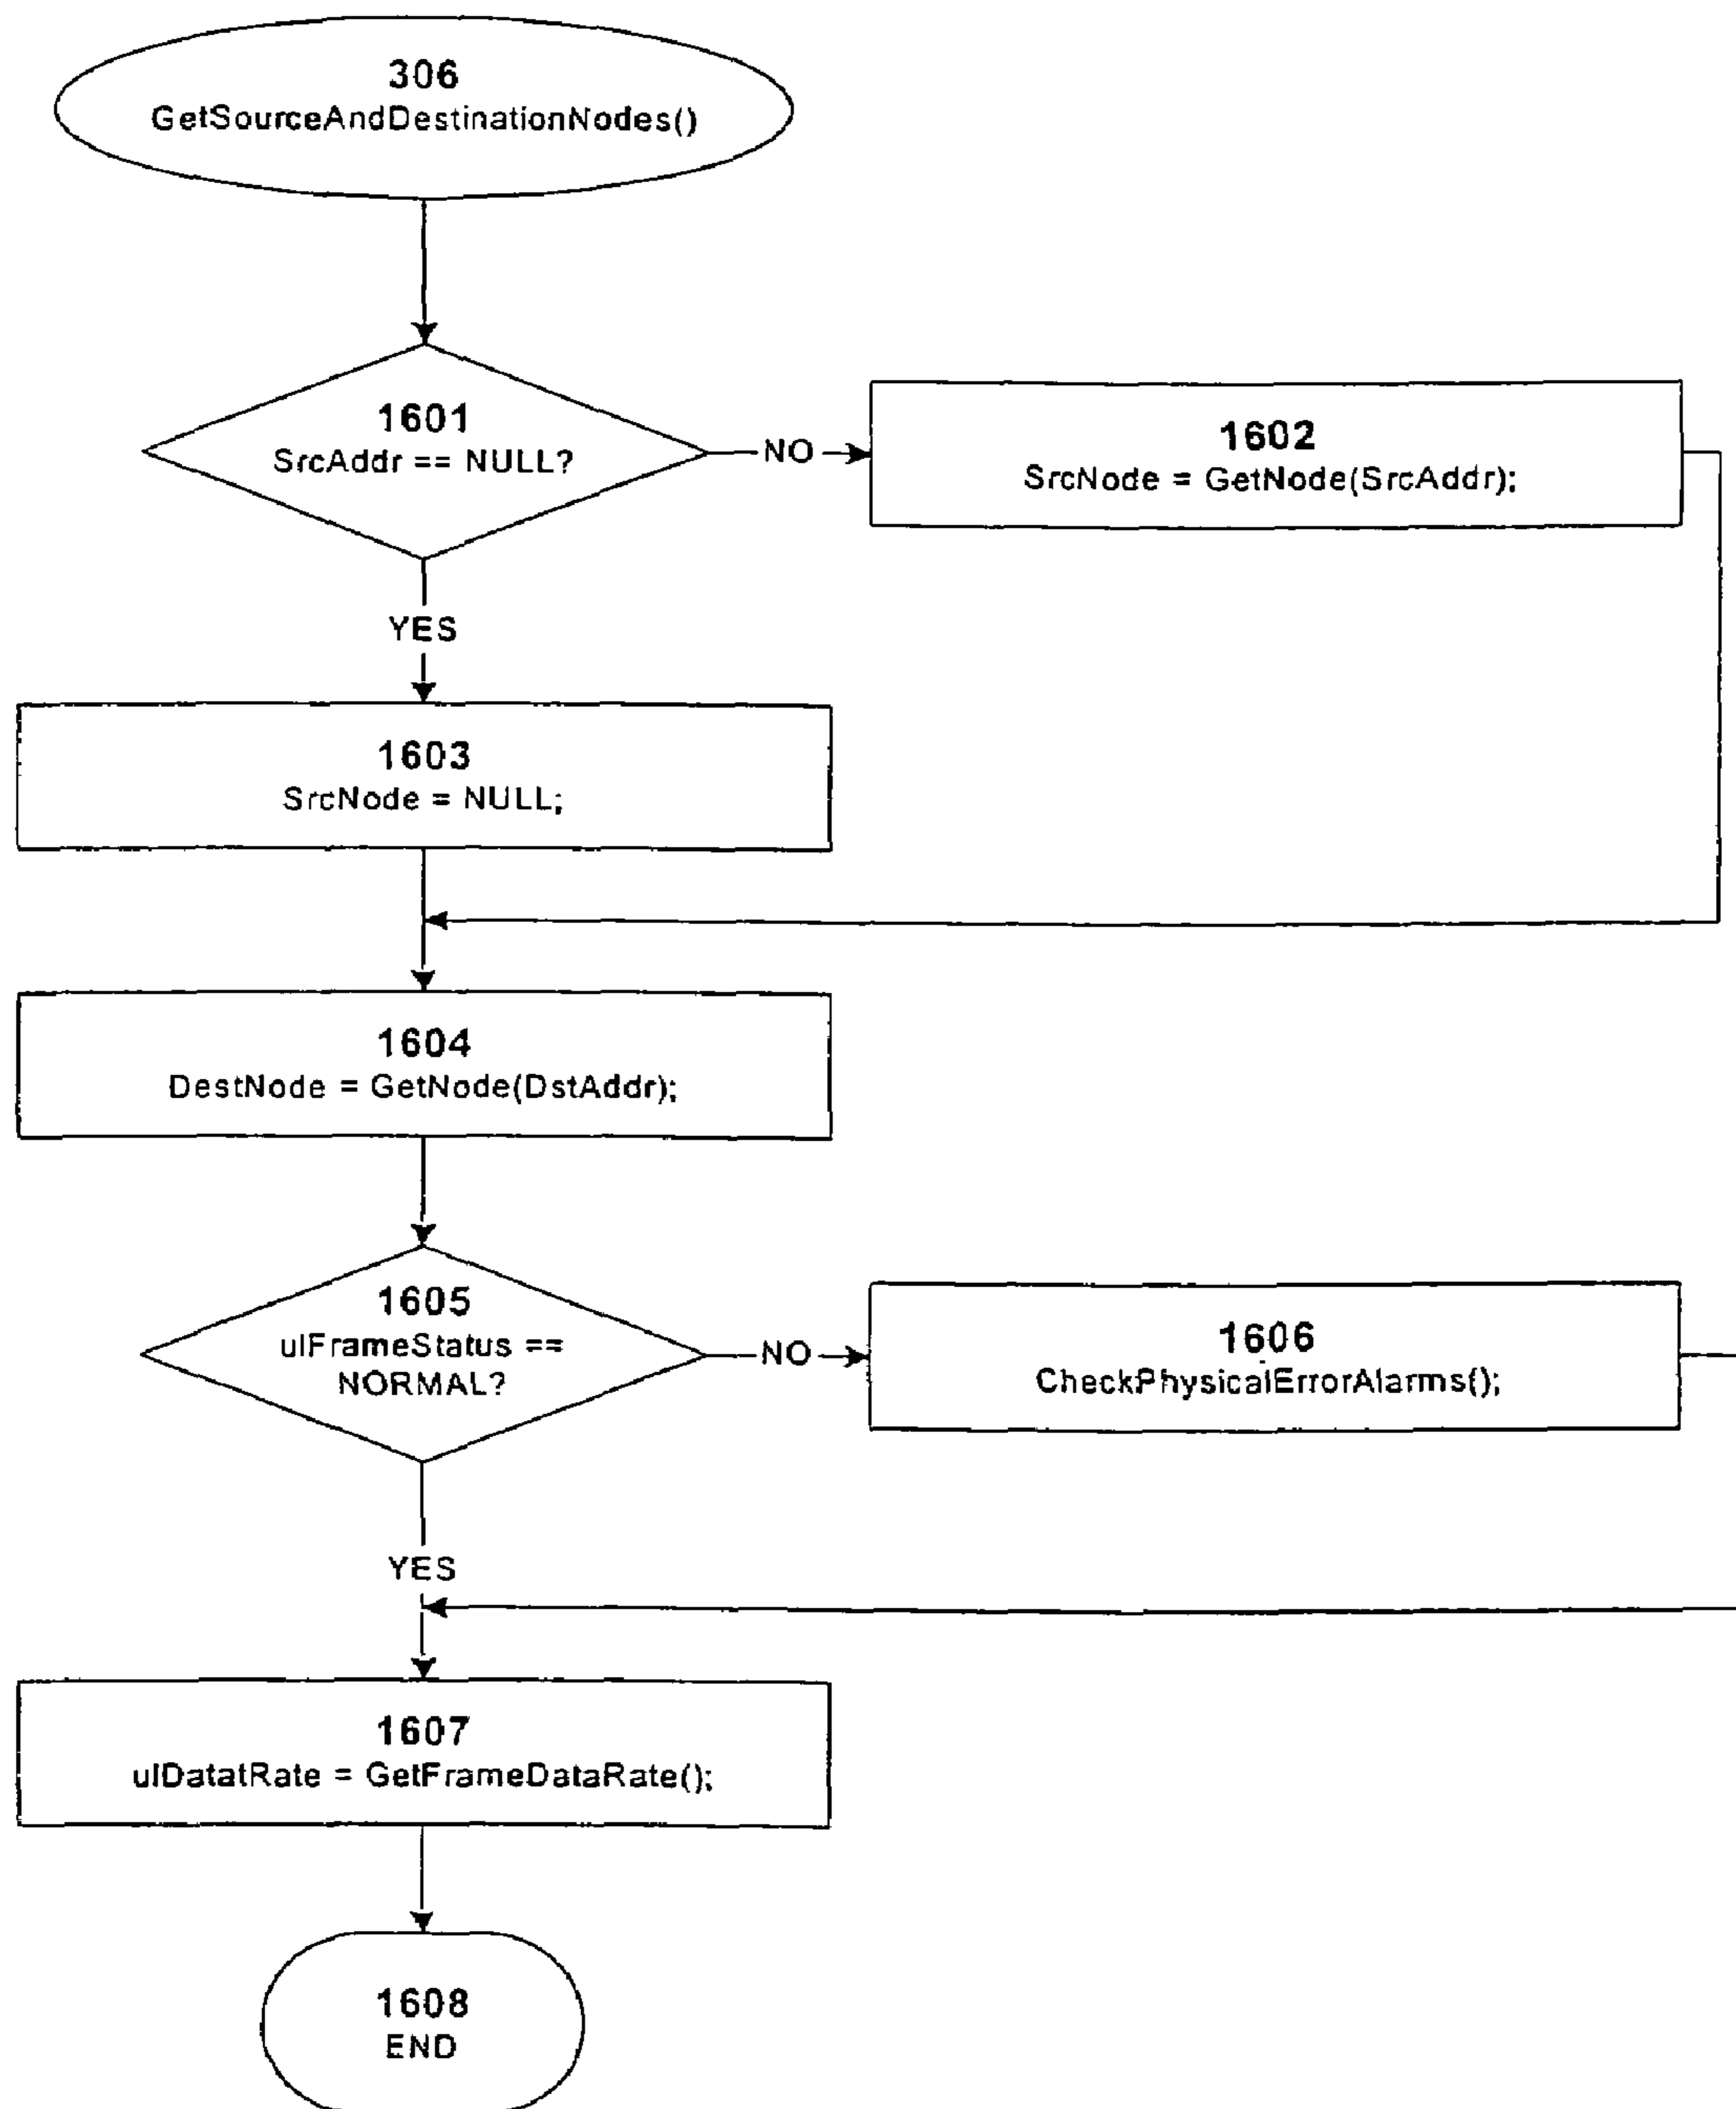 306
GetSourceAndDestinationNodes()
1601
SrcAddr == NULL?
NO
1602
SrcNode = GetNode(SrcAddr);
YES
1603
SrcNode = NULL;
1604
DestNode = GetNode(DstAddr);
1605
ulFrameStatus ==
NORMAL?
NO
1606
CheckPhysicalErrorAlarms();
YES
1607
ulDatatRate = GetFrameDataRate();
1608
END